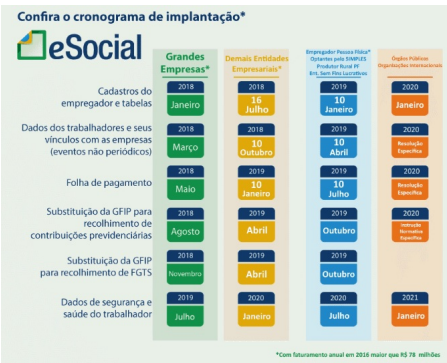 Confira o cronograma de implantação*
eSocial
Grandes
Empresas*
Demais Entidades
Empresariais*
Empregador Pessoa Física*
Optantes pelo SIMPLES
Produtor Rural PF
Ent. Sem Fins Lucrativos
Órgãos Públicos
Organizações Internacionais
Cadastros do
empregador e tabelas
2018
Janeiro
2018
16
Julho
2019
10
Janeiro
2020
Janeiro
Dados dos trabalhadores e seus
vínculos com as empresas
(eventos não periódicos)
2018
Março
2018
10
Outubro
2019
10
Abril
2020
Resolução
Específica
Folha de pagamento
2018
Maio
2019
10
Janeiro
2019
10
Julho
2020
Resolução
Específica
Substituição da GFIP para
recolhimento de
contribuições previdenciárias
2018
Agosto
2019
Abril
2019
Outubro
2020
Instrução
Normativa
Específica
Substituição da GFIP
para recolhimento de FGTS
2018
Novembro
2019
Abril
2019
Outubro
Dados de segurança e
saúde do trabalhador
2019
Julho
2020
Janeiro
2020
Julho
2021
Janeiro
*Com faturamento anual em 2016 maior que R$ 78 milhões